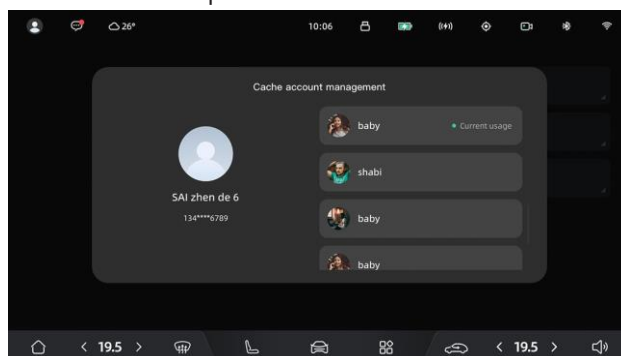 26°
10:06
Cache account management
baby
Current usage
shabi
SAI zhen de 6
134****6789
baby
baby
19.5
19.5